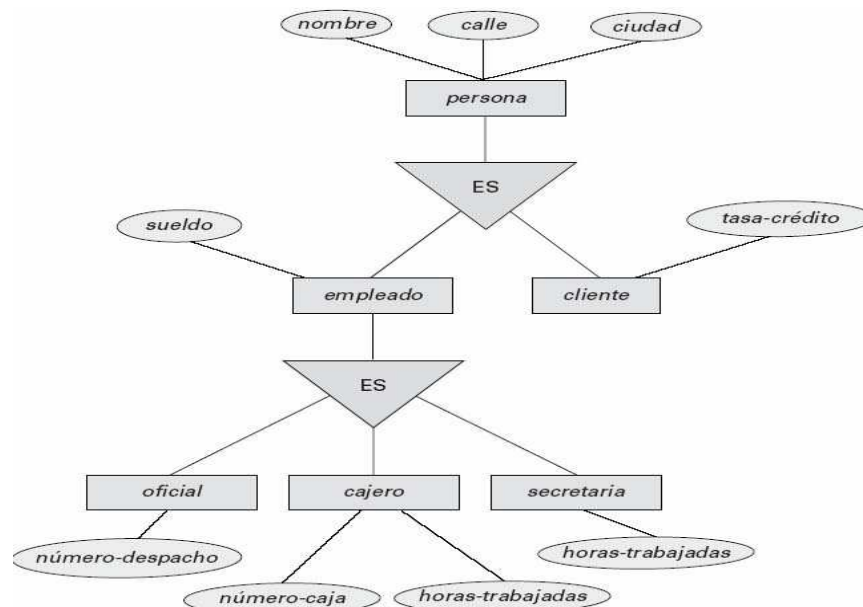 nombre
calle
ciudad
persona
ES
sueldo
tasa-crédito
empleado
cliente
ES
oficial
cajero
secretaria
número-despacho
horas-trabajadas
número-caja
horas-trabajadas